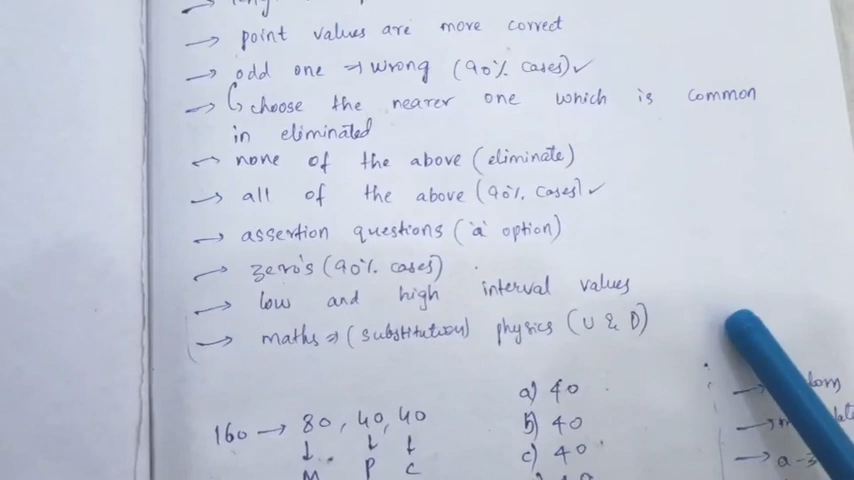 → point values are more correct
→ odd one ⇒ wrong (90% cases) ✓
→ choose the nearer one which is common
in eliminated
→ none of the above (eliminate)
→ all of the above (90% cases) ✓
→ assertion questions ('a' option)
→ zero's (90% cases)
→ low and high interval values
→ maths ⇒ (substitution) physics (U & D)
a) 40
160 → 80, 40, 40
b) 40
↓ ↓ ↓
c) 40
M P C
→ a-3